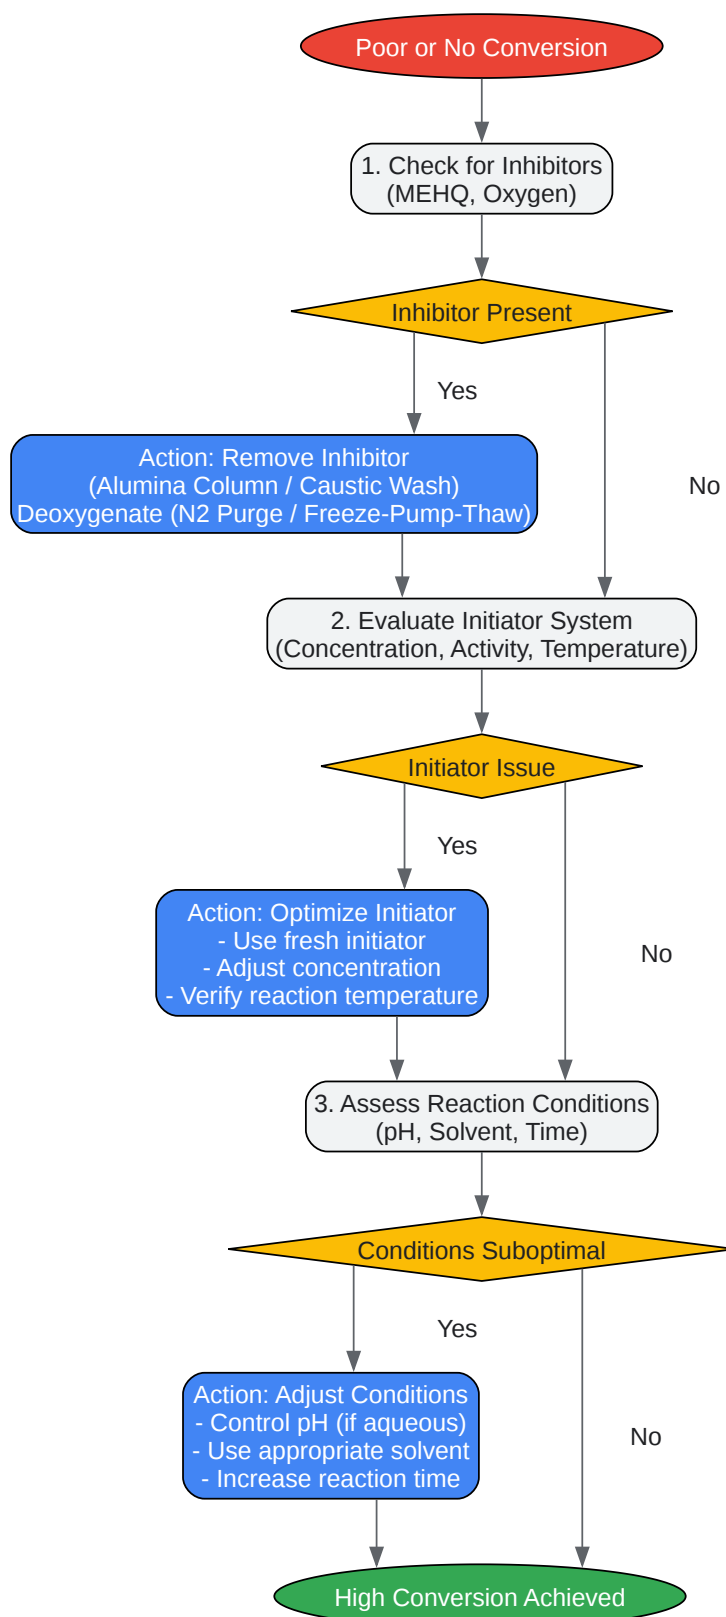 Poor or No Conversion
1. Check for Inhibitors
(MEHQ, Oxygen)
Inhibitor Present
Yes
Action: Remove Inhibitor
(Alumina Column / Caustic Wash)
Deoxygenate (N2 Purge / Freeze-Pump-Thaw)
No
2. Evaluate Initiator System
(Concentration, Activity, Temperature)
Initiator Issue
Yes
Action: Optimize Initiator
- Use fresh initiator
- Adjust concentration
- Verify reaction temperature
No
3. Assess Reaction Conditions
(pH, Solvent, Time)
Conditions Suboptimal
Yes
Action: Adjust Conditions
- Control pH (if aqueous)
- Use appropriate solvent
- Increase reaction time
No
High Conversion Achieved